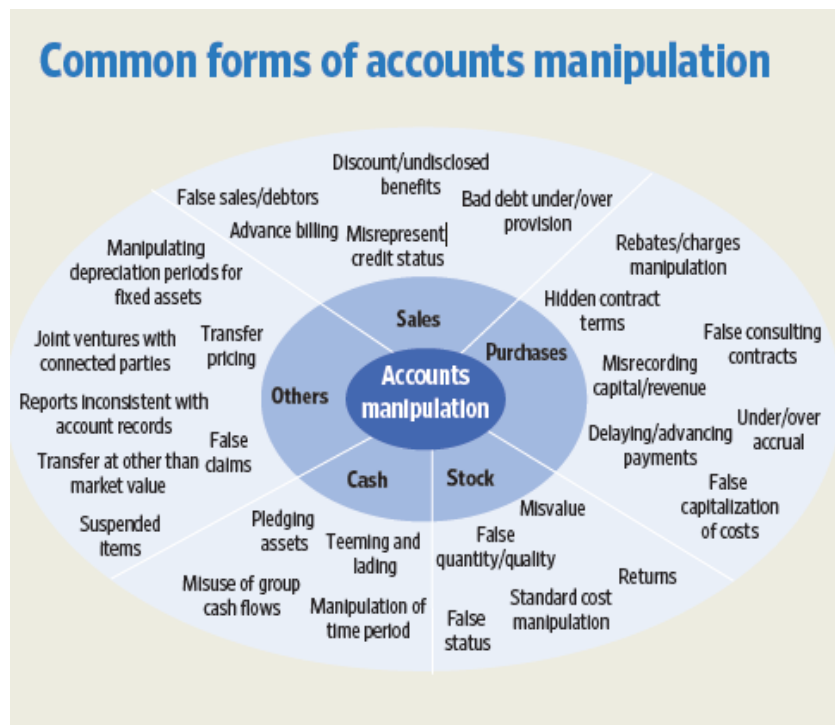 Common forms of accounts manipulation
Discount/undisclosed
benefits
False sales/debtors
Bad debt under/over
provision
Advance billing
Misrepresent
credit status
Manipulating
depreciation periods for
fixed assets
Rebates/charges
manipulation
Hidden contract
terms
Sales
Joint ventures with
connected parties
Transfer
pricing
False consulting
contracts
Purchases
Misrecording
capital/revenue
Accounts
manipulation
Others
Reports inconsistent with
account records
False
claims
Delaying/advancing
payments
Under/over
accrual
Transfer at other than
market value
Cash
Stock
False
capitalization
of costs
Suspended
items
Pledging
assets
Teeming and
lading
Misvalue
False
quantity/quality
Returns
Misuse of group
cash flows
Manipulation of
time period
False
status
Standard cost
manipulation